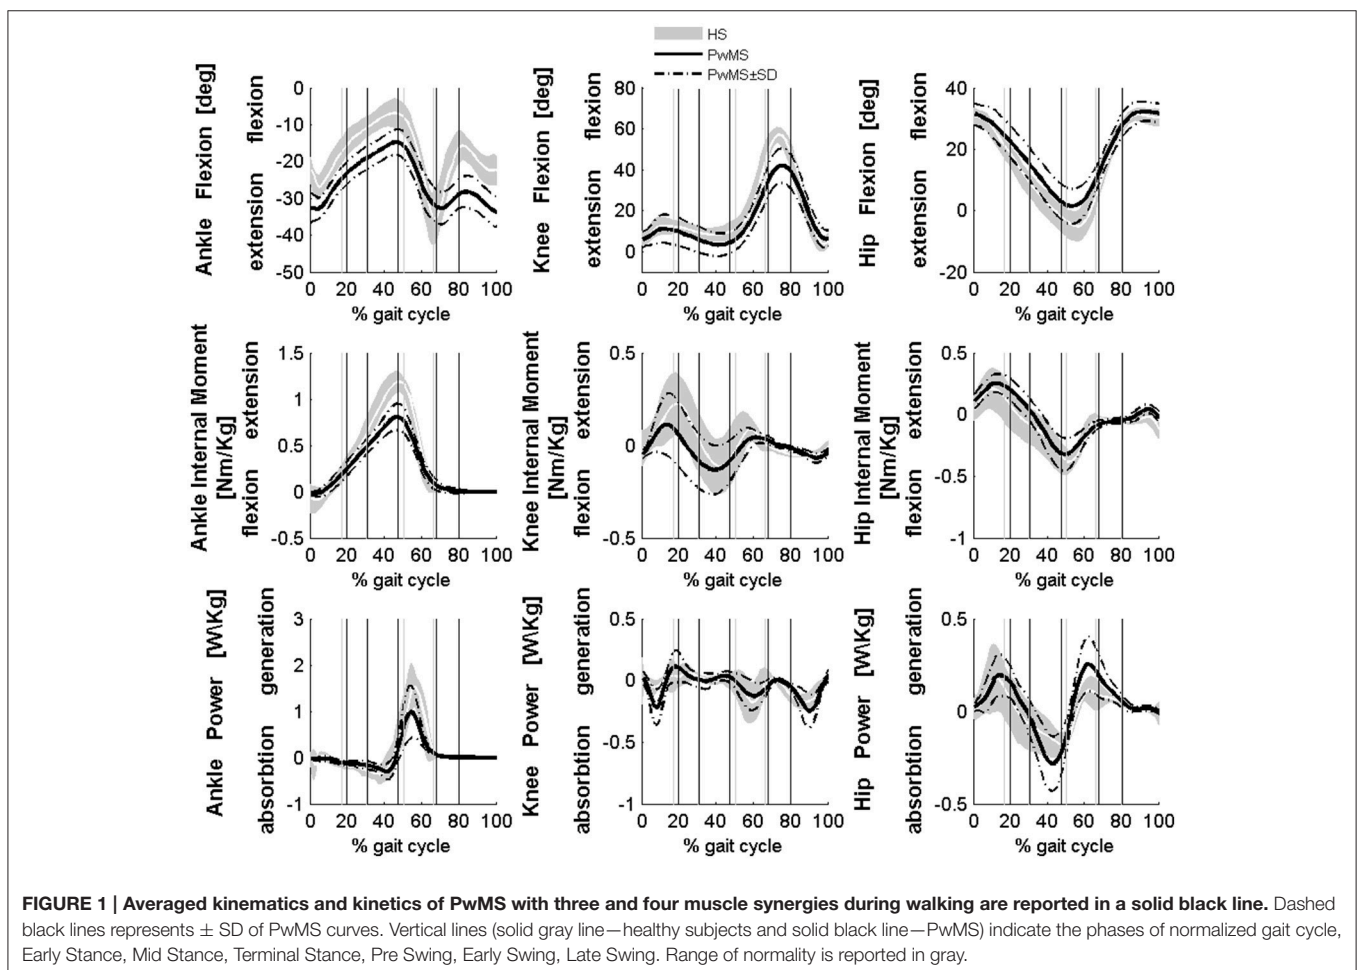 HS
PwMS
PwMS±SD
Ankle Flexion [deg]
extension flexion
0
-10
-20
-30
-40
-50
0 20 40 60 80 100
% gait cycle
Knee Flexion [deg]
extension flexion
80
60
40
20
0
0 20 40 60 80 100
% gait cycle
Hip Flexion [deg]
extension flexion
40
20
0
-20
0 20 40 60 80 100
% gait cycle
Ankle Internal Moment
[Nm/Kg]
flexion extension
1.5
1
0.5
0
-0.5
0 20 40 60 80 100
% gait cycle
Knee Internal Moment
[Nm/Kg]
flexion extension
0.5
0
-0.5
0 20 40 60 80 100
% gait cycle
Hip Internal Moment
[Nm/Kg]
flexion extension
0.5
0
-0.5
-1
0 20 40 60 80 100
% gait cycle
Ankle Power [W\Kg]
absorbtion generation
3
2
1
0
-1
0 20 40 60 80 100
% gait cycle
Knee Power [W\Kg]
absorbtion generation
0.5
0
-0.5
-1
0 20 40 60 80 100
% gait cycle
Hip Power [W\Kg]
absorbtion generation
0.5
0
-0.5
0 20 40 60 80 100
% gait cycle
FIGURE 1 | Averaged kinematics and kinetics of PwMS with three and four muscle synergies during walking are reported in a solid black line. Dashed
black lines represents ± SD of PwMS curves. Vertical lines (solid gray line—healthy subjects and solid black line—PwMS) indicate the phases of normalized gait cycle,
Early Stance, Mid Stance, Terminal Stance, Pre Swing, Early Swing, Late Swing. Range of normality is reported in gray.